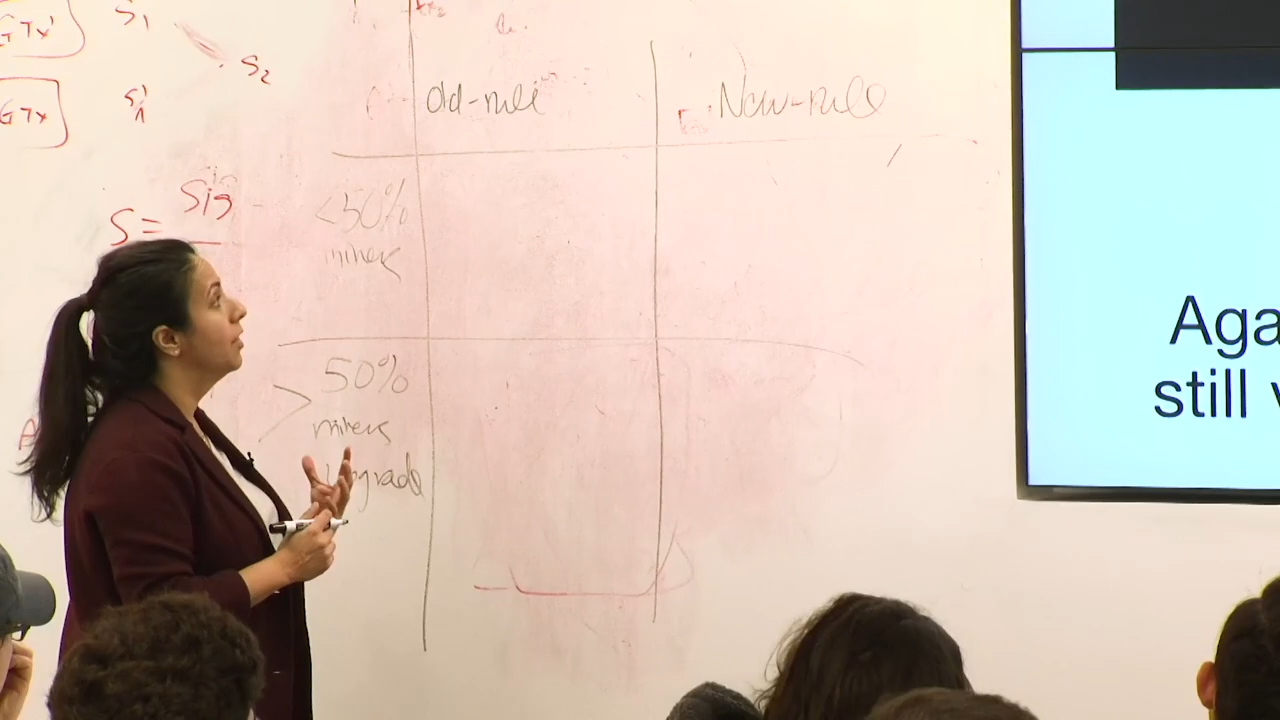 GTx' S1
S2
GTx S'1
Old-rule New-rule
S= Sig
<50%
miners
> 50%
miners
upgrade
Aga
still